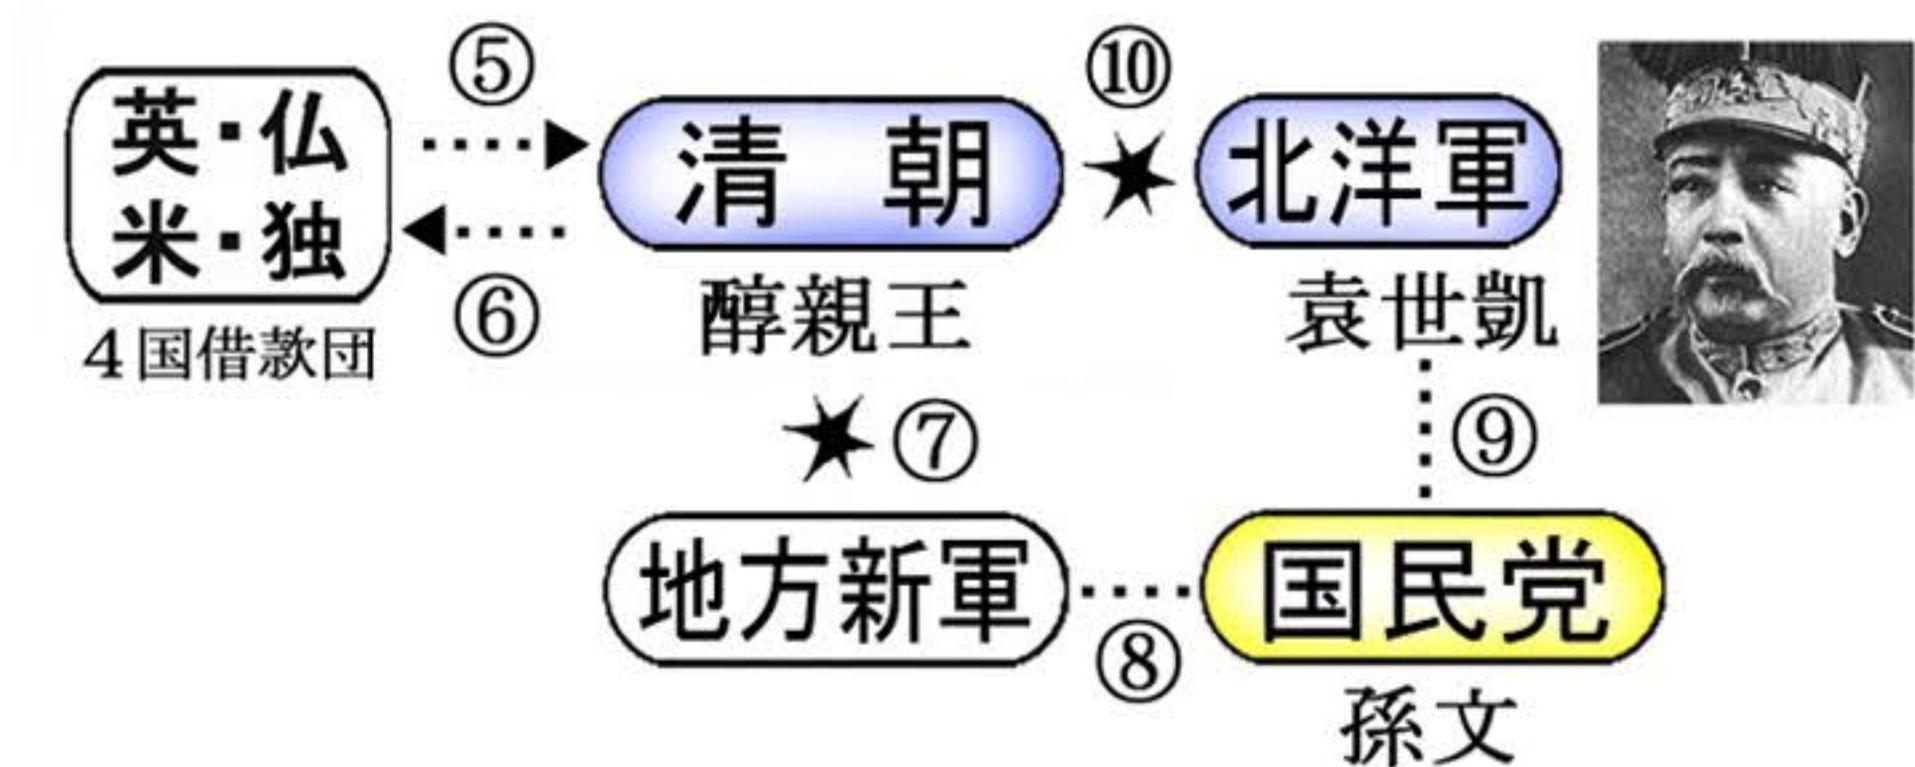 ⑤
⑩
英・仏
米・独
清 朝
北洋軍
⑥
4国借款団
醇親王
袁世凱
⑦
⑨
地方新軍
国民党
⑧
孫文